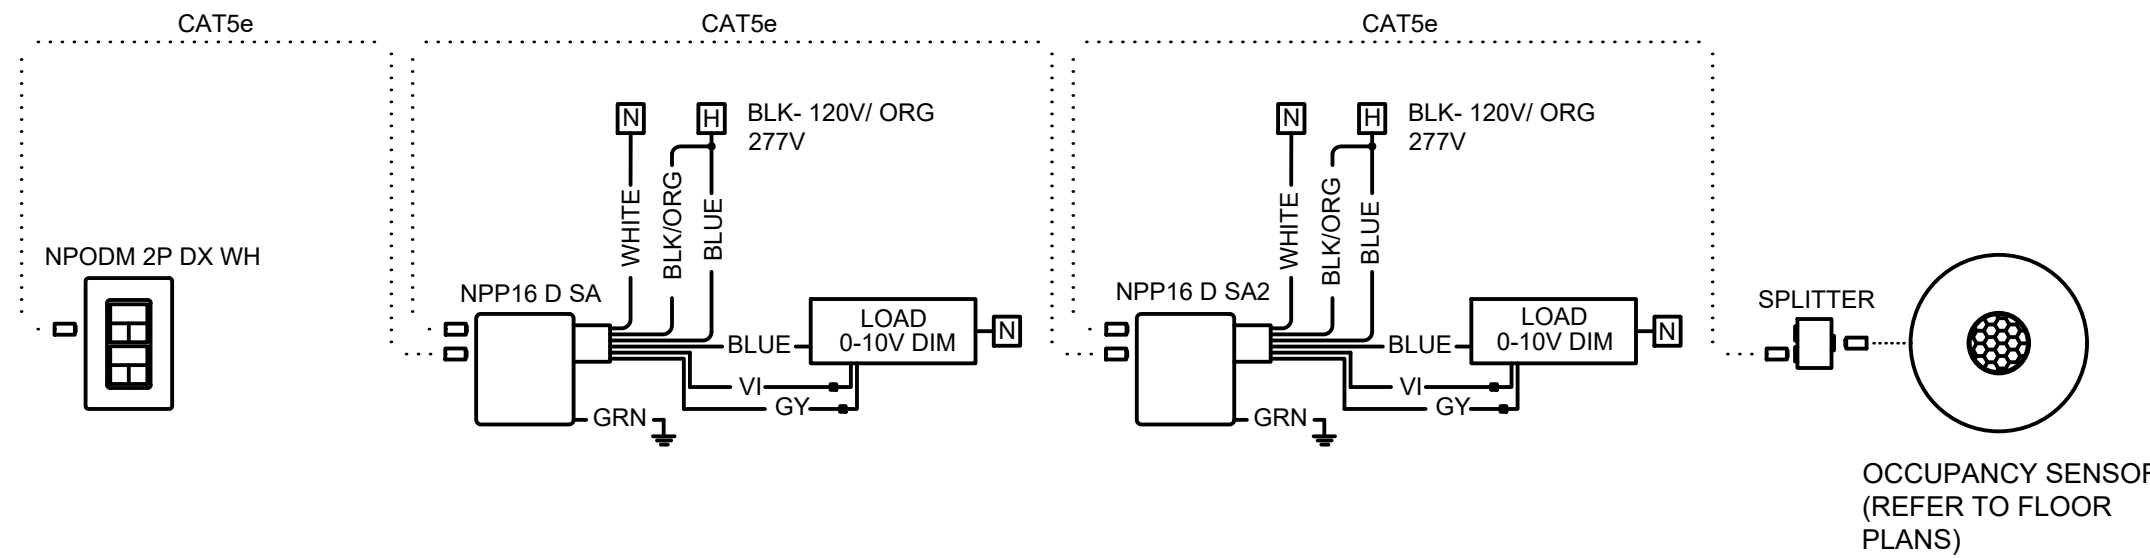 CAT5e
CAT5e
CAT5e
N
H
BLK- 120V/ ORG
277V
N
H
BLK- 120V/ ORG
277V
WHITE
BLK/ORG
BLUE
WHITE
BLK/ORG
BLUE
NPODM 2P DX WH
NPP16 D SA
LOAD
0-10V DIM
N
BLUE
VI
GY
GRN
NPP16 D SA2
LOAD
0-10V DIM
N
BLUE
VI
GY
GRN
SPLITTER
OCCUPANCY SENSOR
(REFER TO FLOOR
PLANS)